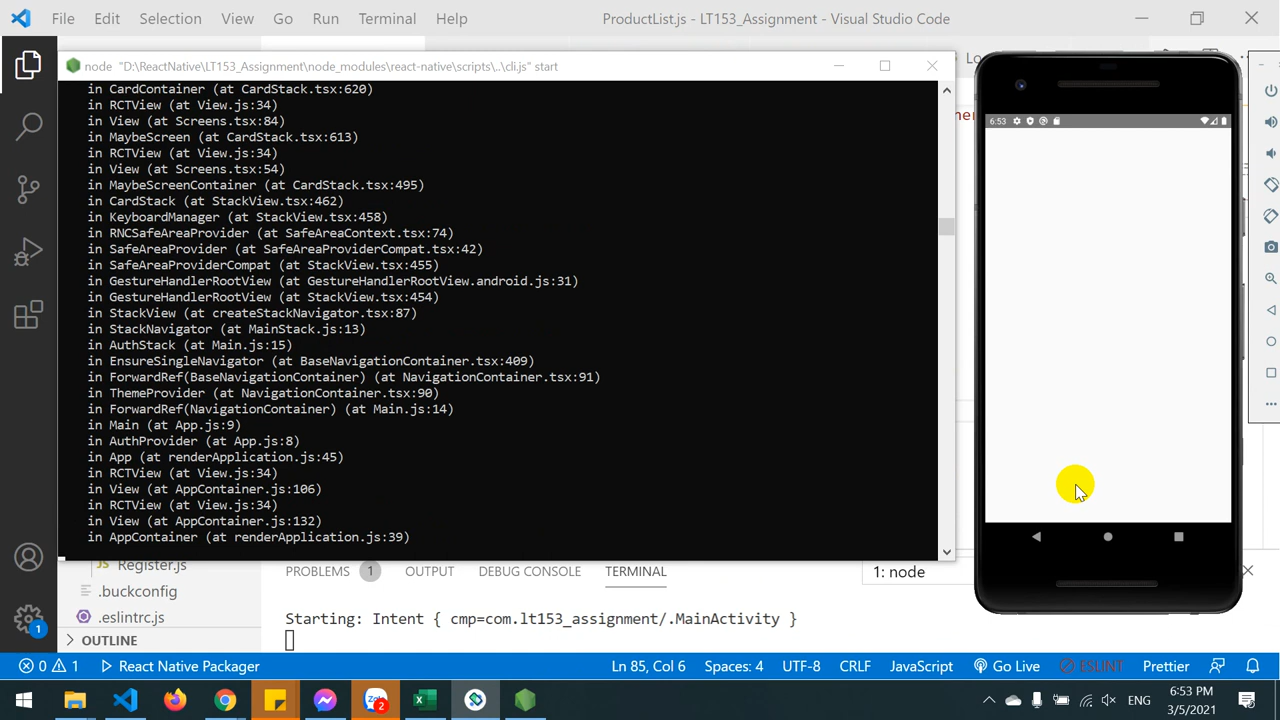 File Edit Selection View Go Run Terminal Help ProductList.js - LT153_Assignment - Visual Studio Code
node "D:\ReactNative\LT153_Assignment\node_modules\react-native\scripts\..\cli.js" start
in CardContainer (at CardStack.tsx:620)
in RCTView (at View.js:34)
in View (at Screens.tsx:84)
in MaybeScreen (at CardStack.tsx:613)
in RCTView (at View.js:34)
in View (at Screens.tsx:54)
in MaybeScreenContainer (at CardStack.tsx:495)
in CardStack (at StackView.tsx:462)
in KeyboardManager (at StackView.tsx:458)
in RNCSafeAreaProvider (at SafeAreaContext.tsx:74)
in SafeAreaProvider (at SafeAreaProviderCompat.tsx:42)
in SafeAreaProviderCompat (at StackView.tsx:455)
in GestureHandlerRootView (at GestureHandlerRootView.android.js:31)
in GestureHandlerRootView (at StackView.tsx:454)
in StackView (at createStackNavigator.tsx:87)
in StackNavigator (at MainStack.js:13)
in AuthStack (at Main.js:15)
in EnsureSingleNavigator (at BaseNavigationContainer.tsx:409)
in ForwardRef(BaseNavigationContainer) (at NavigationContainer.tsx:91)
in ThemeProvider (at NavigationContainer.tsx:90)
in ForwardRef(NavigationContainer) (at Main.js:14)
in Main (at App.js:9)
in AuthProvider (at App.js:8)
in App (at renderApplication.js:45)
in RCTView (at View.js:34)
in View (at AppContainer.js:106)
in RCTView (at View.js:34)
in View (at AppContainer.js:132)
in AppContainer (at renderApplication.js:39)
6:53
JS Register.js
.buckconfig
.eslintrc.js
OUTLINE
PROBLEMS 1 OUTPUT DEBUG CONSOLE TERMINAL 1: node
Starting: Intent { cmp=com.lt153_assignment/.MainActivity }
1
0 1 React Native Packager Ln 85, Col 6 Spaces: 4 UTF-8 CRLF JavaScript Go Live ESLINT Prettier
2 ENG 6:53 PM
3/5/2021